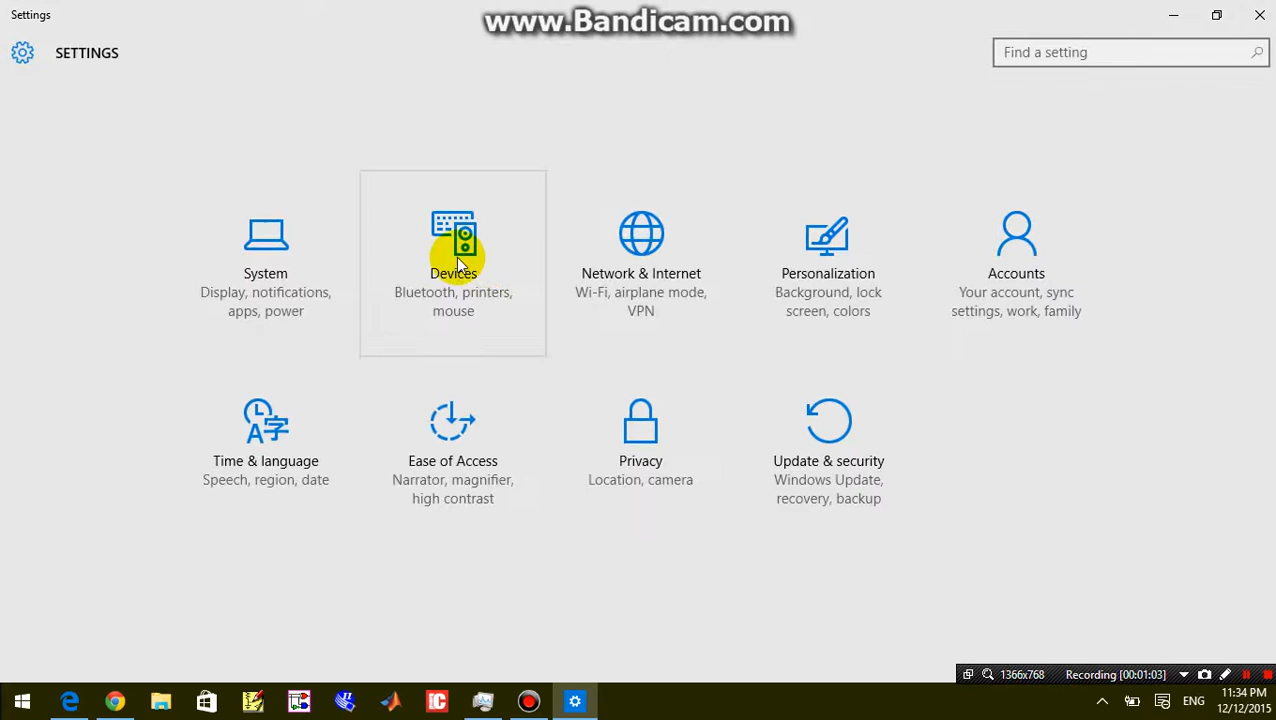 Settings
www.Bandicam.com
SETTINGS
Find a setting
System
Display, notifications,
apps, power
Devices
Bluetooth, printers,
mouse
Network & Internet
Wi-Fi, airplane mode,
VPN
Personalization
Background, lock
screen, colors
Accounts
Your account, sync
settings, work, family
Time & language
Speech, region, date
Ease of Access
Narrator, magnifier,
high contrast
Privacy
Location, camera
Update & security
Windows Update,
recovery, backup
A字
1366x768
Recording [00:01:03]
IC
ENG
11:34 PM
12/12/2015